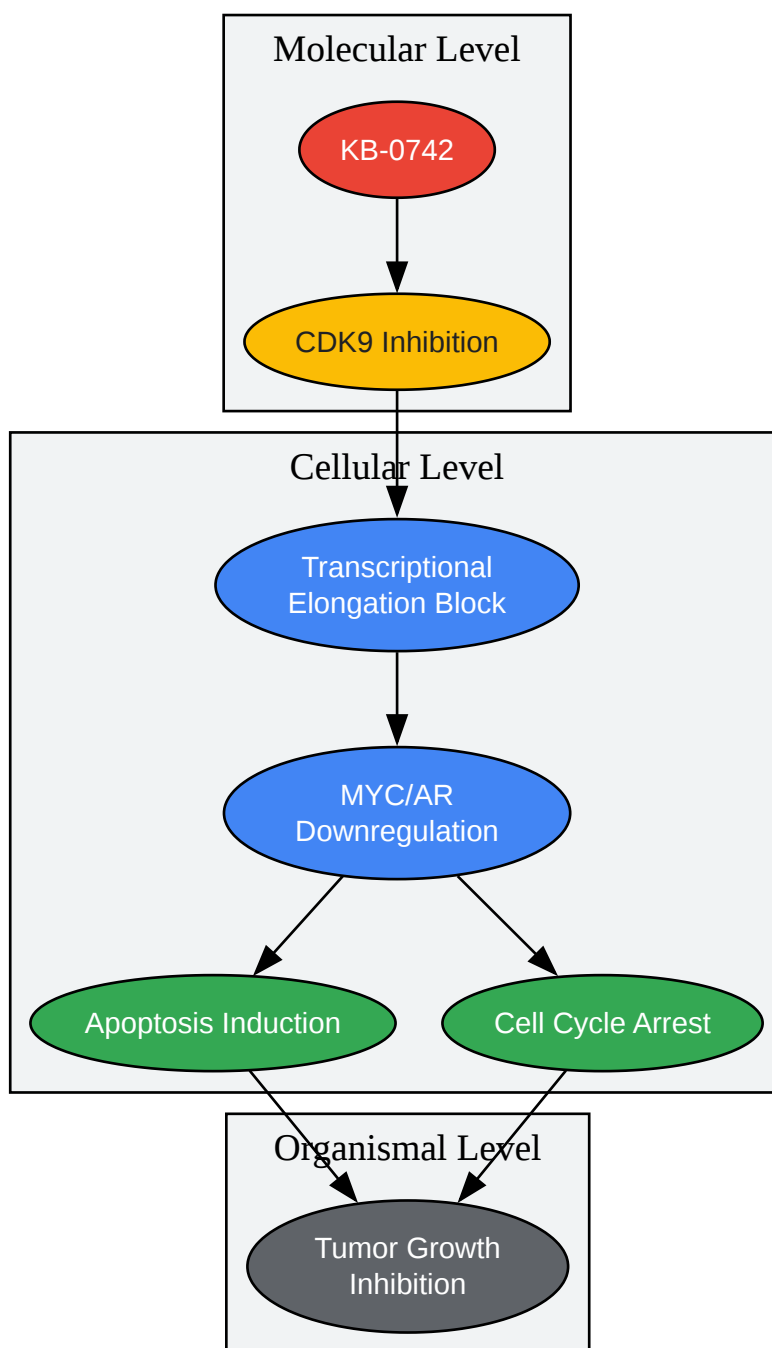 Molecular Level
KB-0742
CDK9 Inhibition
Cellular Level
Transcriptional
Elongation Block
MYC/AR
Downregulation
Apoptosis Induction
Cell Cycle Arrest
Organismal Level
Tumor Growth
Inhibition